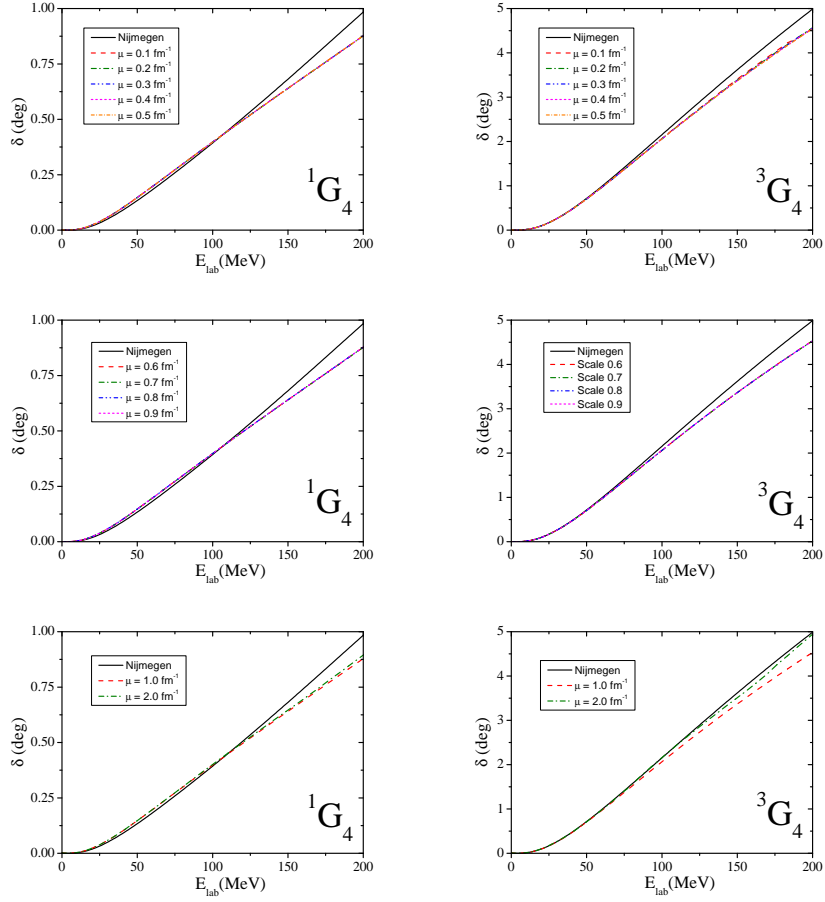 1.00
0.75
0.50
0.25
0.00
δ (deg)
Nijmegen
μ = 0.1 fm⁻¹
μ = 0.2 fm⁻¹
μ = 0.3 fm⁻¹
μ = 0.4 fm⁻¹
μ = 0.5 fm⁻¹
¹G₄
0 50 100 150 200
E_lab(MeV)
5
4
3
2
1
0
δ (deg)
Nijmegen
μ = 0.1 fm⁻¹
μ = 0.2 fm⁻¹
μ = 0.3 fm⁻¹
μ = 0.4 fm⁻¹
μ = 0.5 fm⁻¹
³G₄
0 50 100 150 200
E_lab(MeV)
1.00
0.75
0.50
0.25
0.00
δ (deg)
Nijmegen
μ = 0.6 fm⁻¹
μ = 0.7 fm⁻¹
μ = 0.8 fm⁻¹
μ = 0.9 fm⁻¹
¹G₄
0 50 100 150 200
E_lab(MeV)
5
4
3
2
1
0
δ (deg)
Nijmegen
Scale 0.6
Scale 0.7
Scale 0.8
Scale 0.9
³G₄
0 50 100 150 200
E_lab(MeV)
1.00
0.75
0.50
0.25
0.00
δ (deg)
Nijmegen
μ = 1.0 fm⁻¹
μ = 2.0 fm⁻¹
¹G₄
0 50 100 150 200
E_lab(MeV)
5
4
3
2
1
0
δ (deg)
Nijmegen
μ = 1.0 fm⁻¹
μ = 2.0 fm⁻¹
³G₄
0 50 100 150 200
E_lab(MeV)